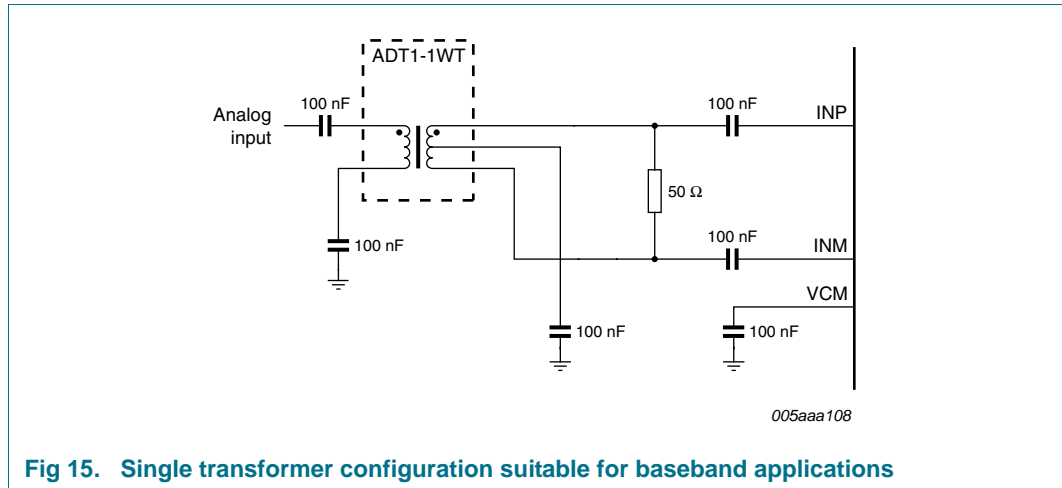 ADT1-1WT
100 nF
Analog
input
100 nF
INP
50 Ω
100 nF
100 nF
INM
VCM
100 nF
100 nF
005aaa108
Fig 15. Single transformer configuration suitable for baseband applications